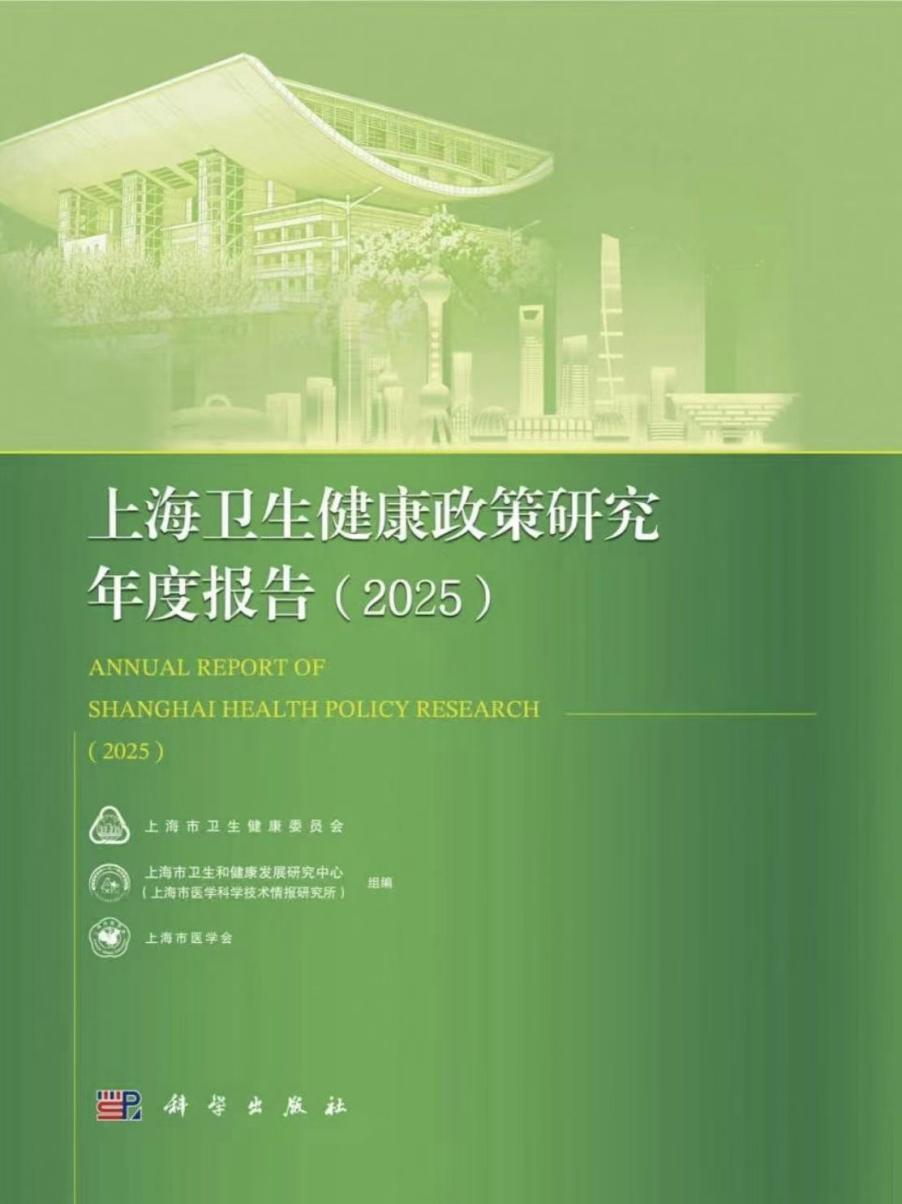 上海卫生健康政策研究
年度报告（2025）
ANNUAL REPORT OF
SHANGHAI HEALTH POLICY RESEARCH
（2025）
上海市卫生健康委员会
上海市卫生和健康发展研究中心
（上海市医学科学技术情报研究所）
组编
上海市医学会
科学出版社